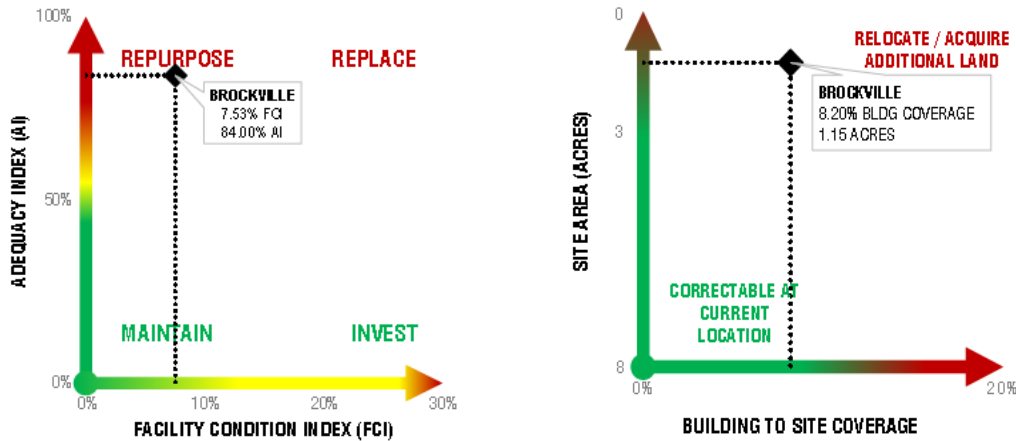 100%
REPURPOSE
REPLACE
BROCKVILLE
7.53% FCI
84.00% AI
ADEQUACY INDEX (AI)
50%
MAINTAIN
INVEST
0%
0%
10%
20%
30%
FACILITY CONDITION INDEX (FCI)
0
RELOCATE / ACQUIRE
ADDITIONAL LAND
BROCKVILLE
8.20% BLDG COVERAGE
1.15 ACRES
3
SITE AREA (ACRES)
CORRECTABLE AT
CURRENT
LOCATION
8
0%
20%
BUILDING TO SITE COVERAGE